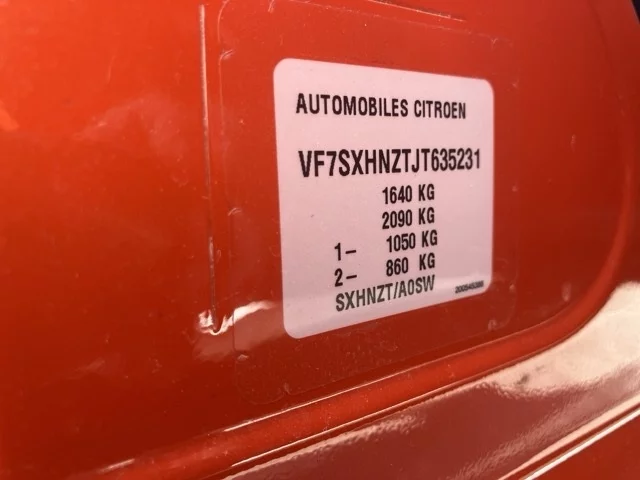 AUTOMOBILES CITROEN
VF7SXHNZTJT635231
1640 KG
2090 KG
1– 1050 KG
2– 860 KG
SXHNZT/A0SW